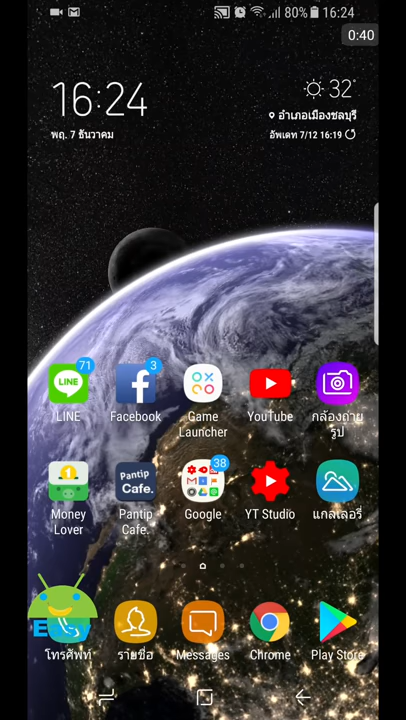 80% 16:24
0:40
16:24
32°
อำเภอเมืองชลบุรี
พฤ. 7 ธันวาคม
อัพเดท 7/12 16:19
71
3
LINE
LINE
Facebook
Game
Launcher
YouTube
กล้องถ่าย
รูป
38
Pantip
Cafe.
Money
Lover
Pantip
Cafe.
Google
YT Studio
แกลเลอรี่
โทรศัพท์
รายชื่อ
Messages
Chrome
Play Store